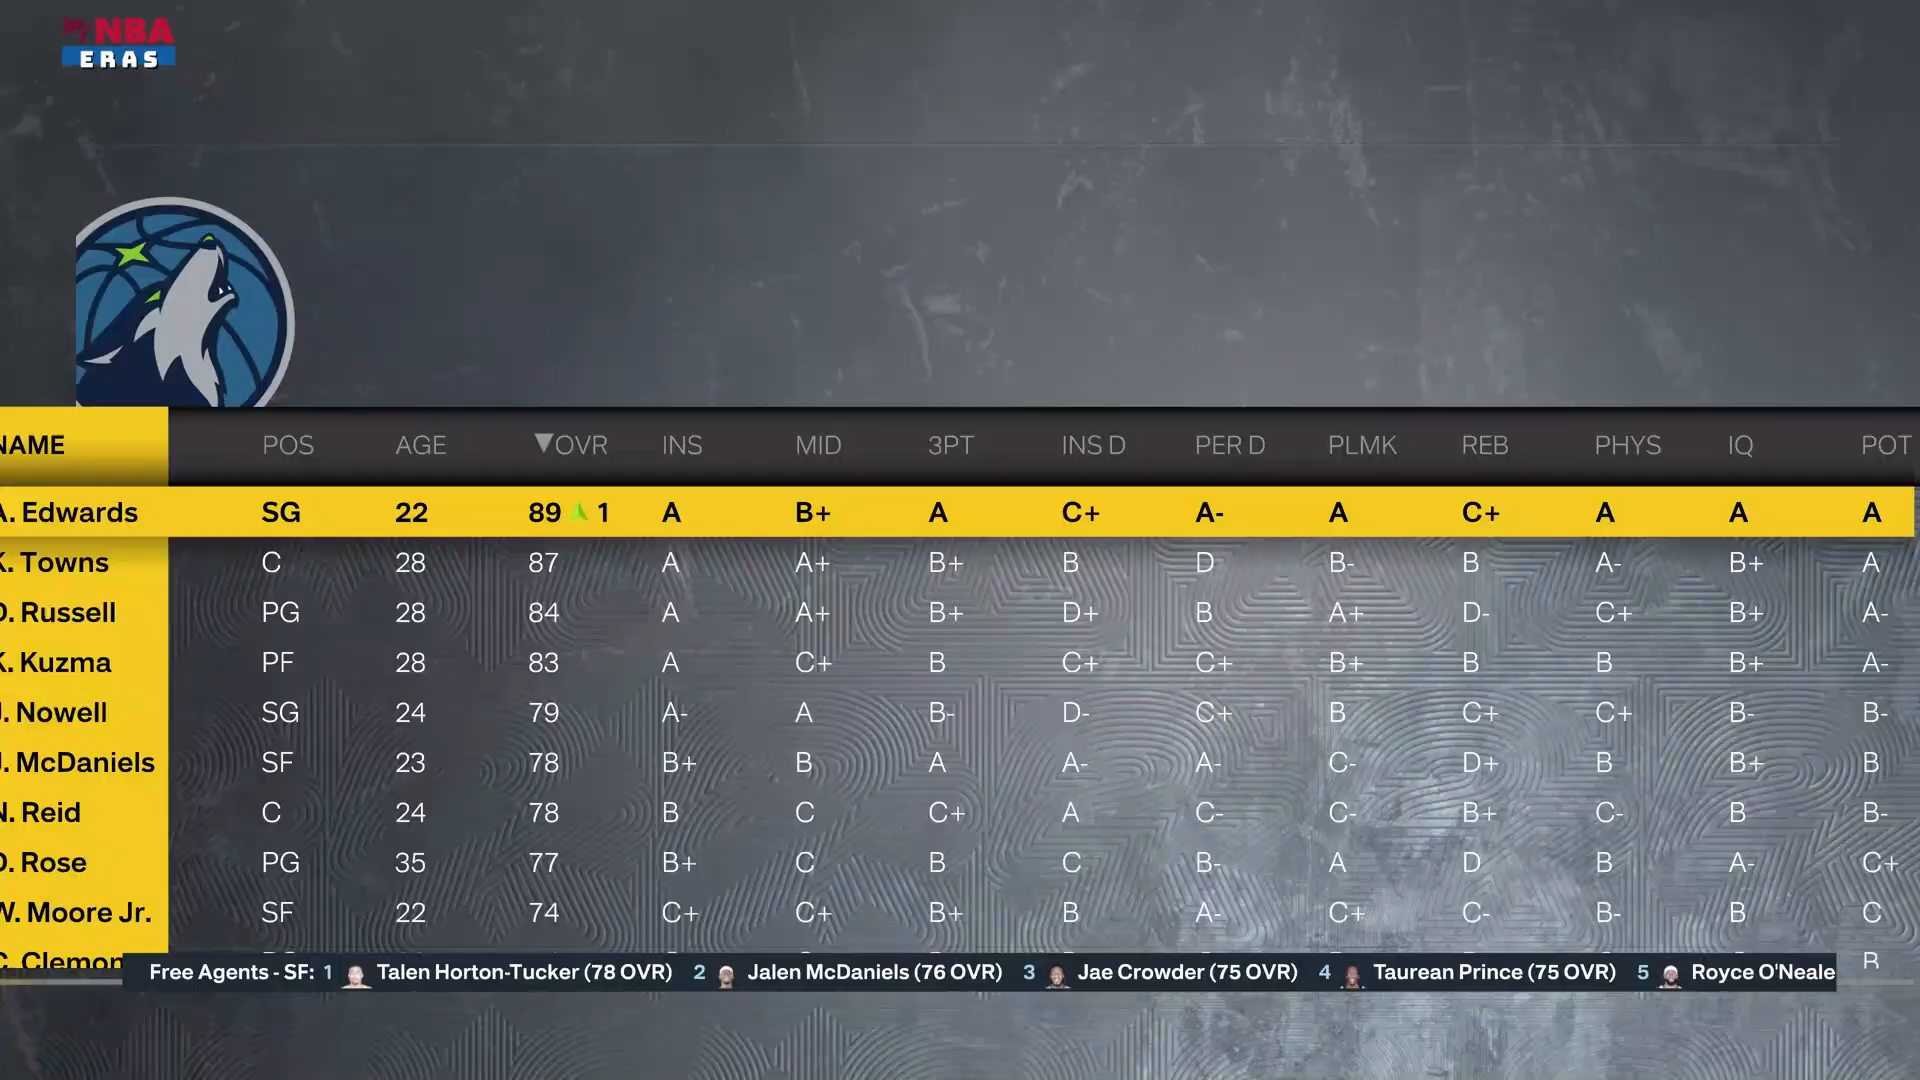 My NBA
ERAS
NAME POS AGE ▼OVR INS MID 3PT INS D PER D PLMK REB PHYS IQ POT
A. Edwards SG 22 89 ▲ 1 A B+ A C+ A- A C+ A A A
K. Towns C 28 87 A A+ B+ B D B- B A- B+ A
D. Russell PG 28 84 A A+ B+ D+ B A+ D- C+ B+ A-
K. Kuzma PF 28 83 A C+ B C+ C+ B+ B B B+ A-
J. Nowell SG 24 79 A- A B- D- C+ B C+ C+ B- B-
J. McDaniels SF 23 78 B+ B A A- A- C- D+ B B+ B
N. Reid C 24 78 B C C+ A C- C- B+ C- B B-
D. Rose PG 35 77 B+ C B C B- A D B A- C+
W. Moore Jr. SF 22 74 C+ C+ B+ B A- C+ C- B- B C
C. Clemon
Free Agents - SF: 1 Talen Horton-Tucker (78 OVR) 2 Jalen McDaniels (76 OVR) 3 Jae Crowder (75 OVR) 4 Taurean Prince (75 OVR) 5 Royce O'Neale